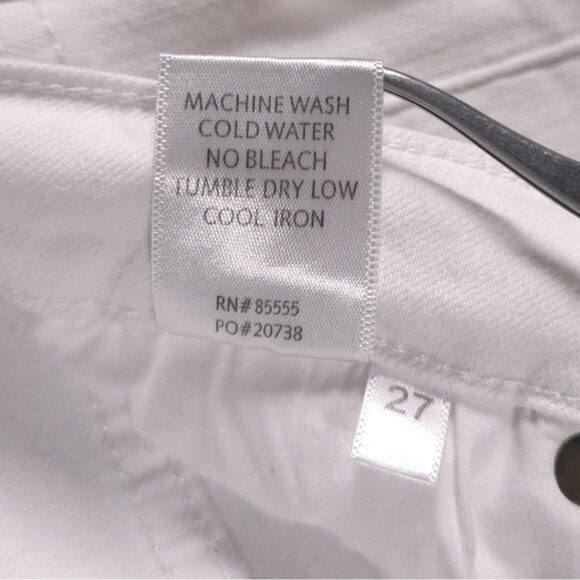 MACHINE WASH
COLD WATER
NO BLEACH
TUMBLE DRY LOW
COOL IRON
RN# 85555
PO#20738
27